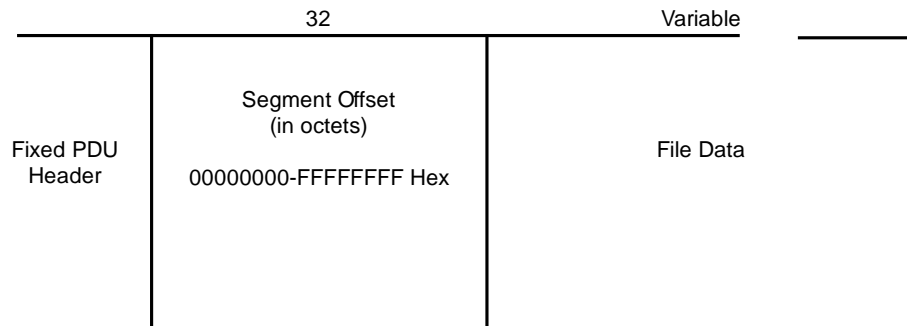 32
Variable
Fixed PDU
Header
Segment Offset
(in octets)
00000000-FFFFFFFF Hex
File Data